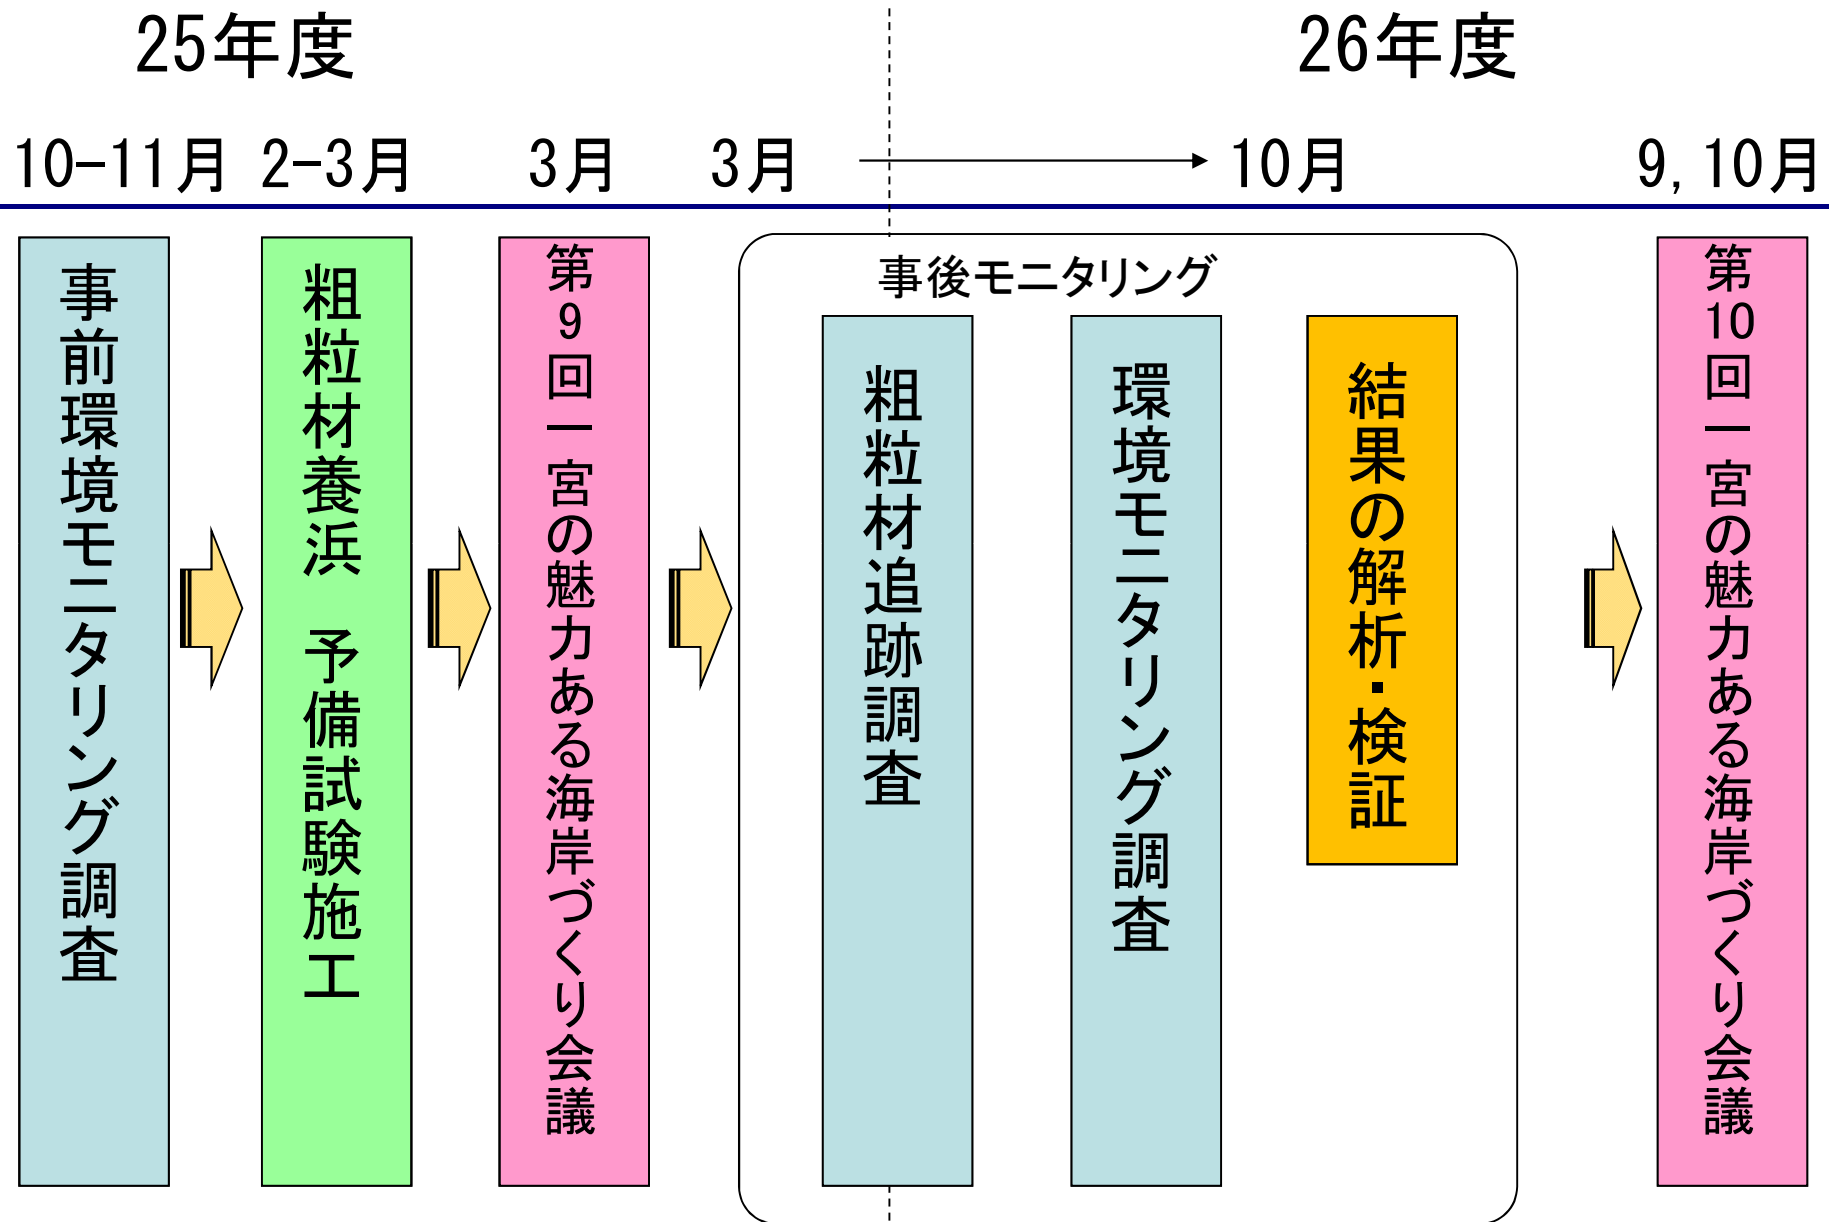 25年度
26年度
10-11月
2-3月
3月
3月
10月
9,10月
事前環境モニタリング調査
粗粒材養浜 予備試験施工
第9回一宮の魅力ある海岸づくり会議
事後モニタリング
粗粒材追跡調査
環境モニタリング調査
結果の解析・検証
第10回一宮の魅力ある海岸づくり会議